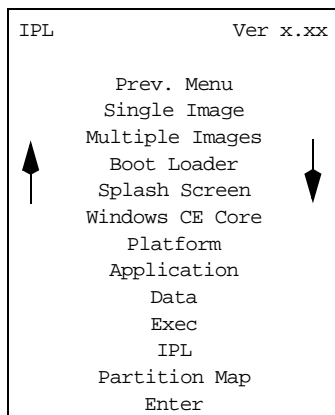 IPL Ver x.xx
Prev. Menu
Single Image
Multiple Images
Boot Loader
Splash Screen
Windows CE Core
Platform
Application
Data
Exec
IPL
Partition Map
Enter